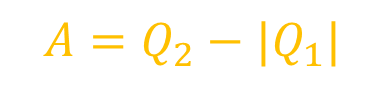 A = Q₂ − |Q₁|